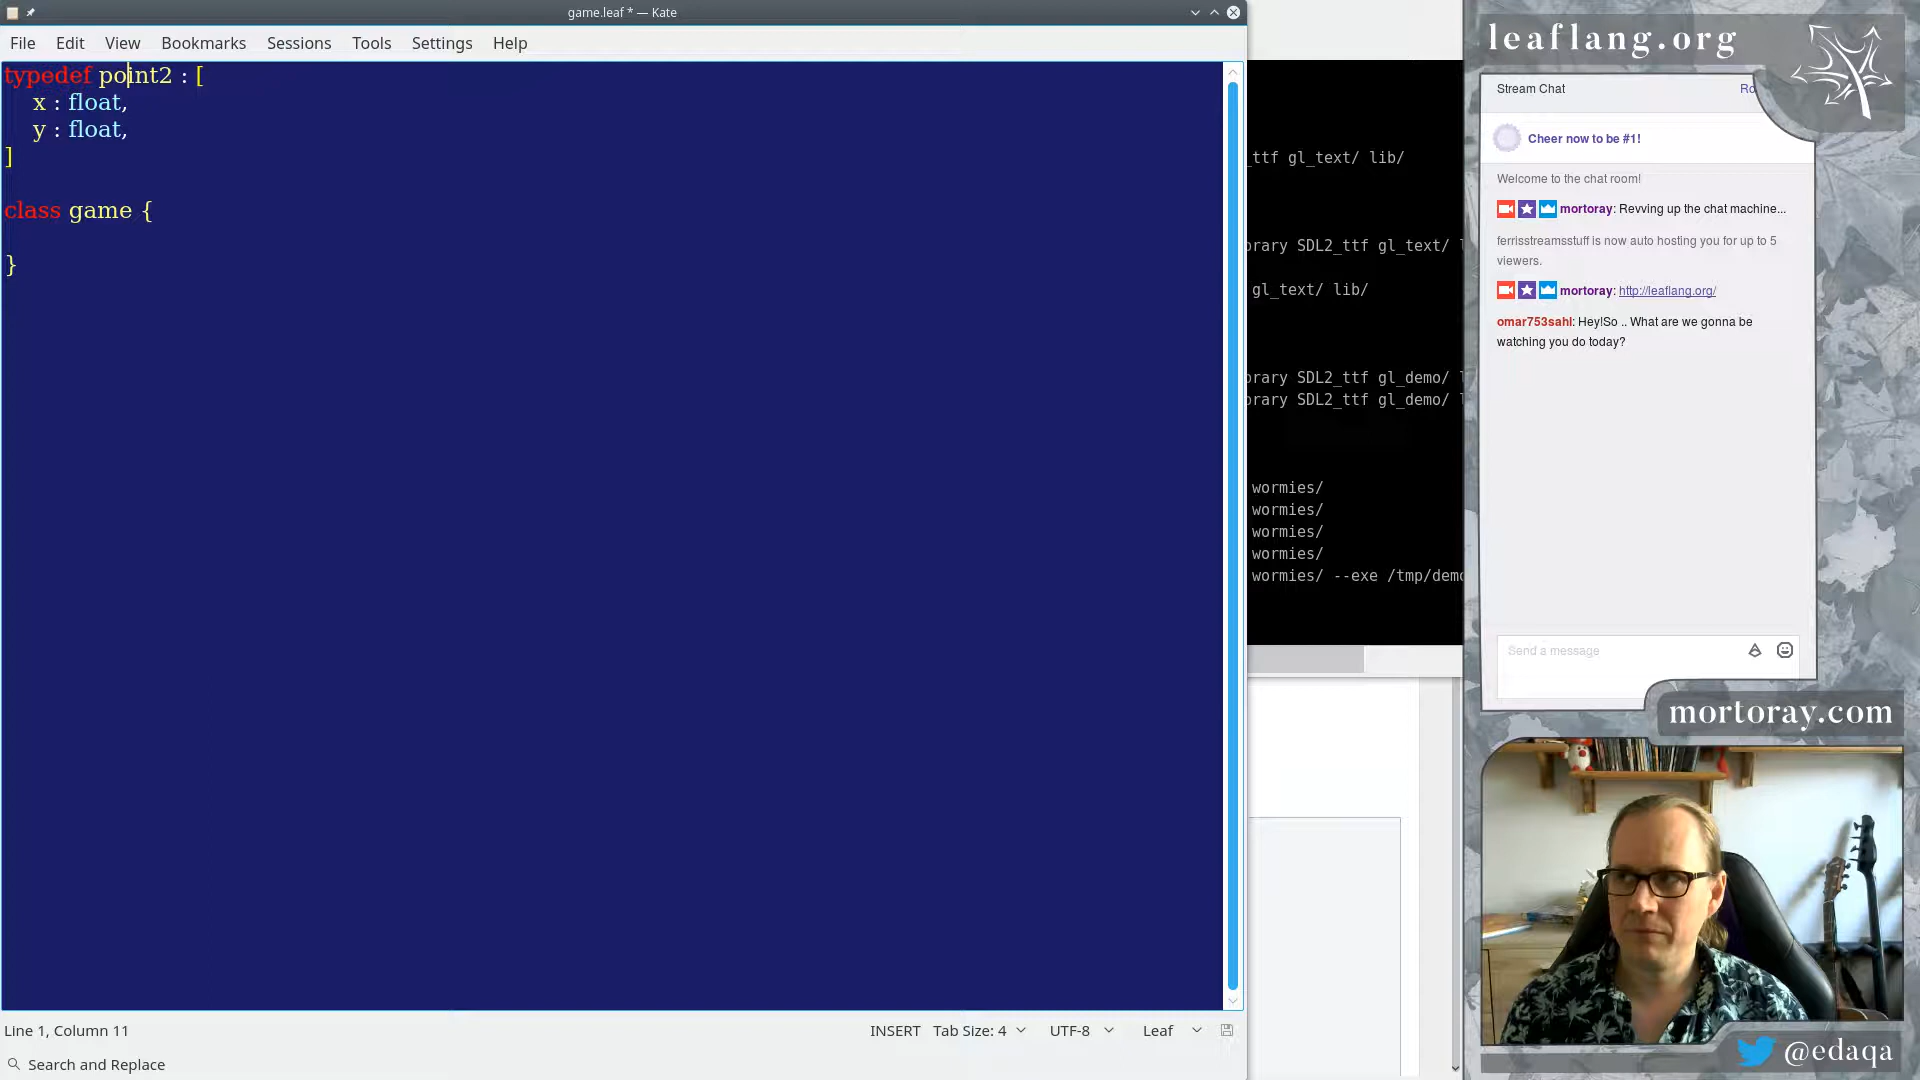 game.leaf * — Kate
File Edit View Bookmarks Sessions Tools Settings Help
typedef point2 : [
x : float,
y : float,
]
class game {
}
Line 1, Column 11
INSERT
Tab Size: 4
UTF-8
Leaf
Search and Replace
_ttf gl_text/ lib/
brary SDL2_ttf gl_text/
gl_text/ lib/
brary SDL2_ttf gl_demo/
brary SDL2_ttf gl_demo/
wormies/
wormies/
wormies/
wormies/
wormies/ --exe /tmp/demo
leaflang.org
Stream Chat
Ro
Cheer now to be #1!
Welcome to the chat room!
mortoray: Revving up the chat machine...
ferrisstreamsstuff is now auto hosting you for up to 5
viewers.
mortoray: http://leaflang.org/
omar753sahl: Hey!So .. What are we gonna be
watching you do today?
Send a message
mortoray.com
@edaqa